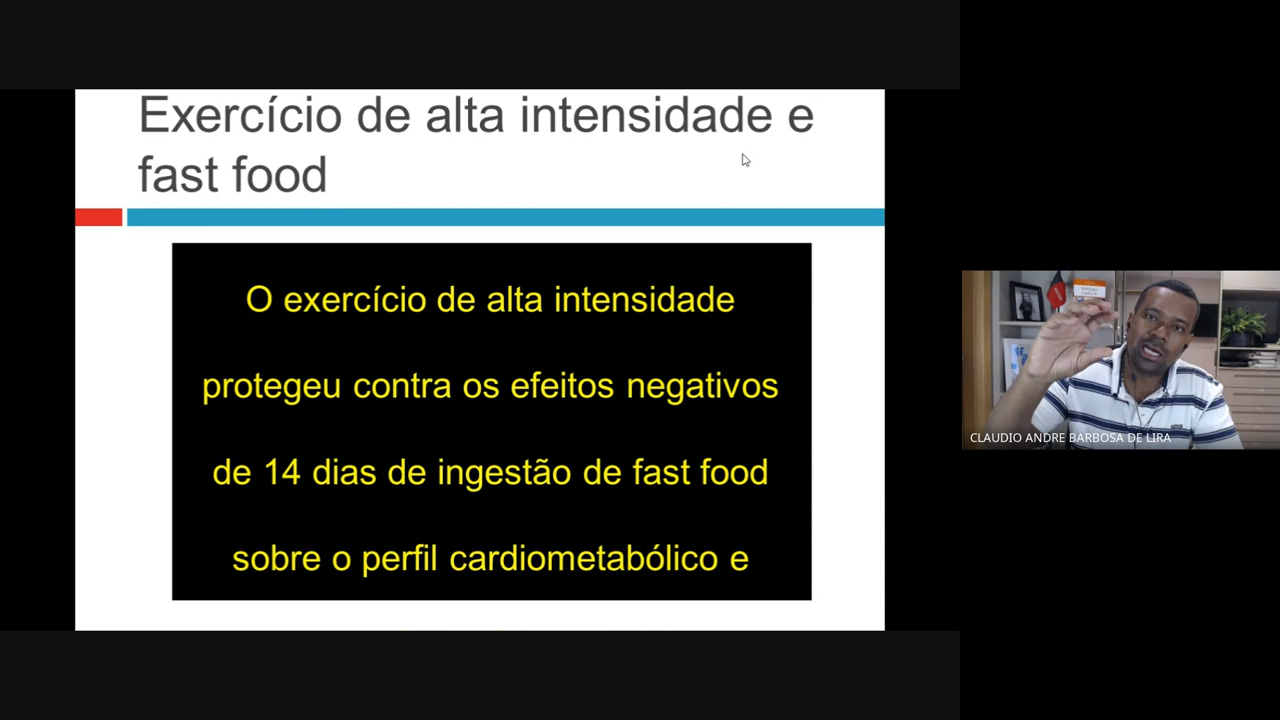 Exercício de alta intensidade e
fast food
O exercício de alta intensidade
protegeu contra os efeitos negativos
de 14 dias de ingestão de fast food
sobre o perfil cardiometabólico e
CLAUDIO ANDRE BARBOSA DE LIRA